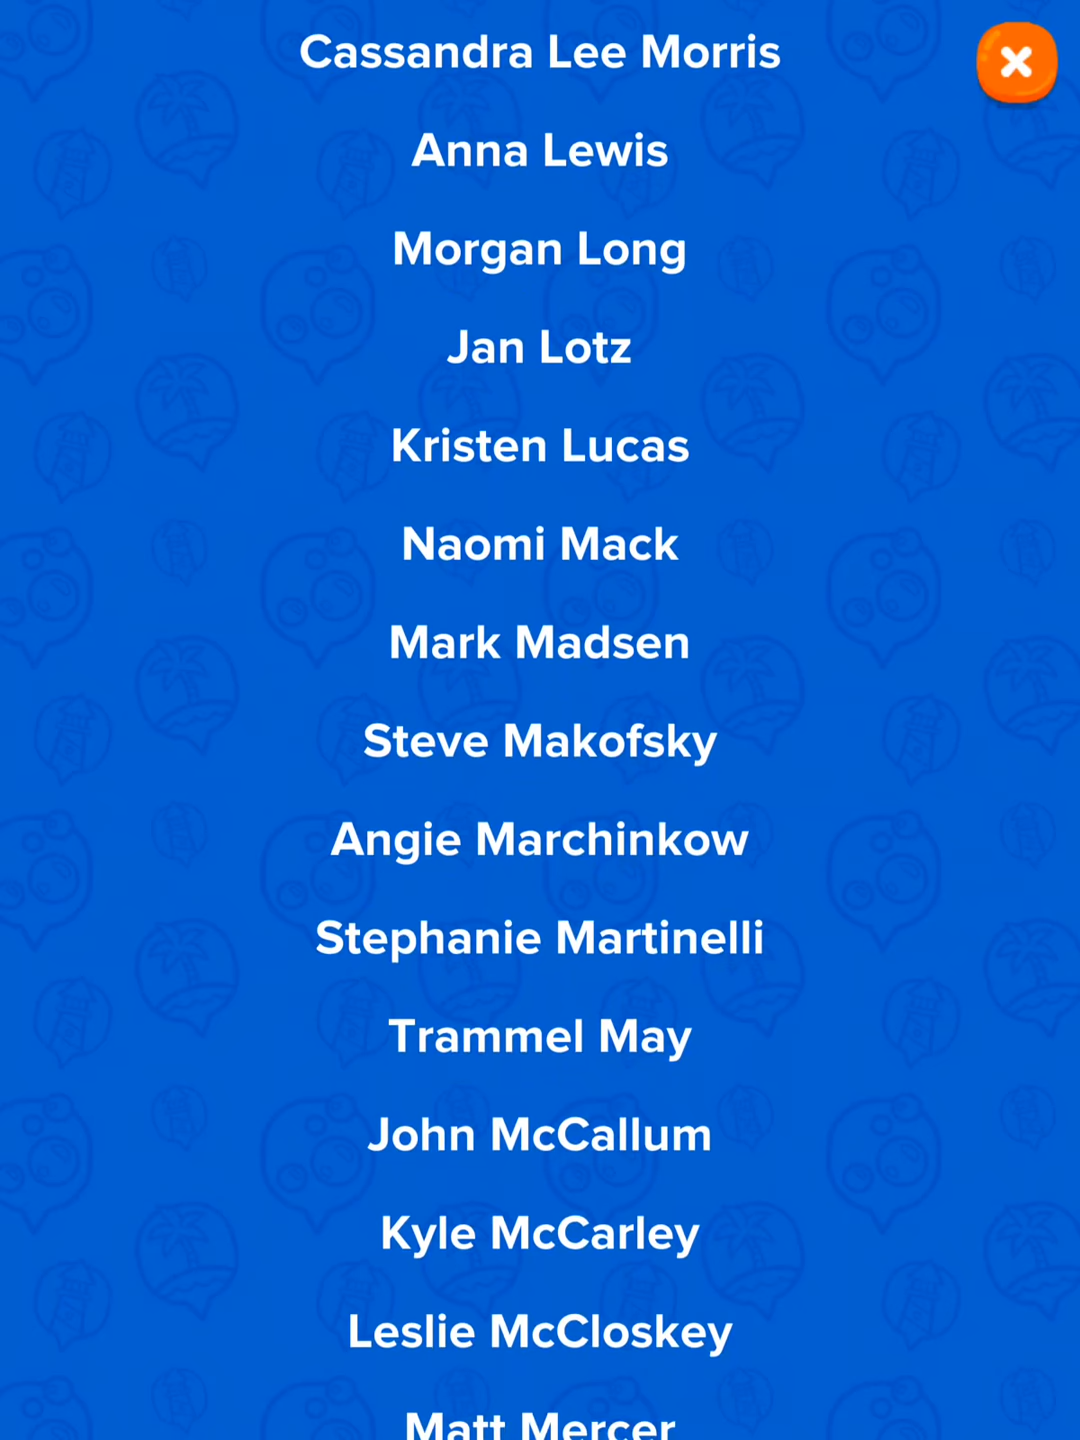 Cassandra Lee Morris
Anna Lewis
Morgan Long
Jan Lotz
Kristen Lucas
Naomi Mack
Mark Madsen
Steve Makofsky
Angie Marchinkow
Stephanie Martinelli
Trammel May
John McCallum
Kyle McCarley
Leslie McCloskey
Matt Mercer